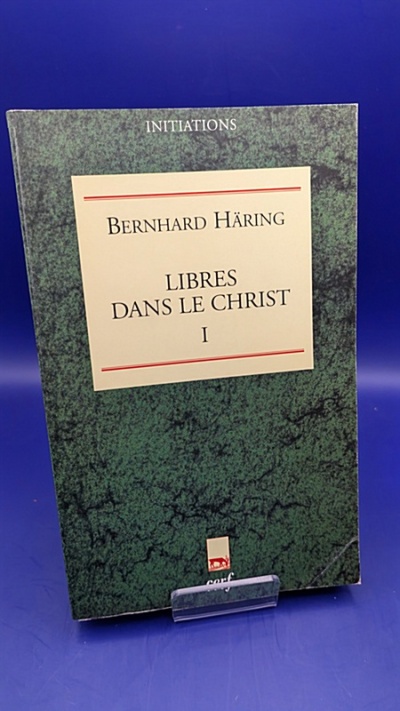 INITIATIONS
BERNHARD HÄRING
LIBRES
DANS LE CHRIST
I
cerf